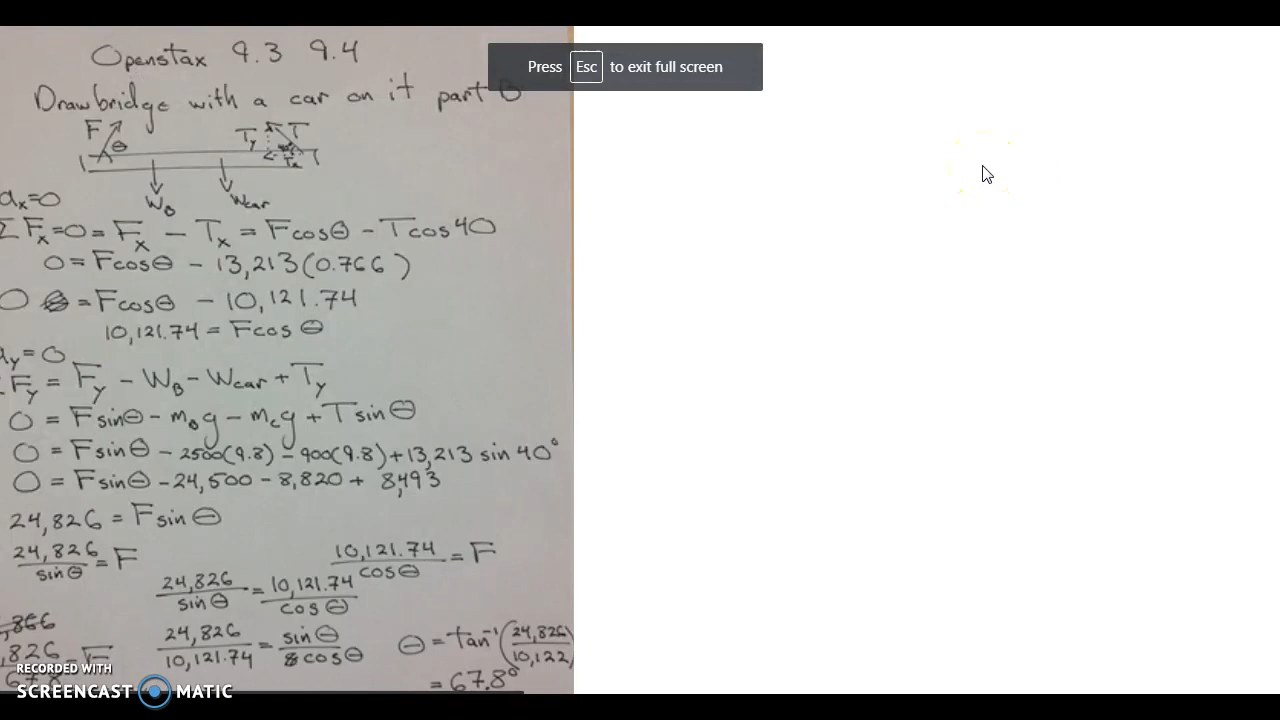 Openstax 9.3 9.4
Press Esc to exit full screen
Drawbridge with a car on it part B
F θ Ty T
Tx
WB Wcar
ax=0
ΣFx=0= Fx - Tx = Fcosθ - Tcos40
0 = Fcosθ - 13,213(0.766)
0 = Fcosθ - 10,121.74
10,121.74 = Fcos θ
ay=0
ΣFy = Fy - WB - Wcar + Ty
0 = Fsinθ - mBg - mcg + Tsinθ
0 = Fsinθ - 2500(9.8) - 900(9.8) + 13,213 sin 40°
0 = Fsinθ - 24,500 - 8,820 + 8,493
24,826 = Fsinθ
24,826/sinθ = F 10,121.74/cosθ = F
24,826/sinθ = 10,121.74/cosθ
24,826/10,121.74 = sinθ/cosθ θ = tan⁻¹(24,826/10,122)
= 67.8°
RECORDED WITH
SCREENCAST MATIC